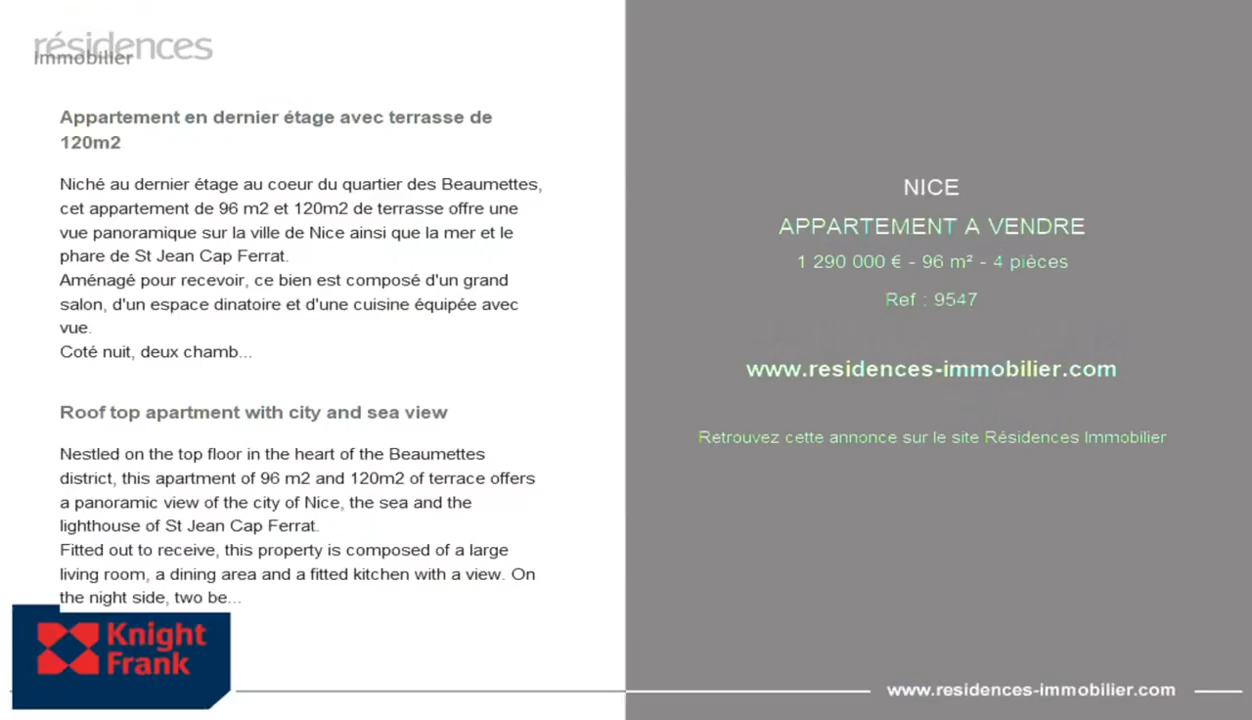 résidences
Immobilier
Appartement en dernier étage avec terrasse de
120m2
Niché au dernier étage au coeur du quartier des Beaumettes,
cet appartement de 96 m2 et 120m2 de terrasse offre une
vue panoramique sur la ville de Nice ainsi que la mer et le
phare de St Jean Cap Ferrat.
Aménagé pour recevoir, ce bien est composé d'un grand
salon, d'un espace dinatoire et d'une cuisine équipée avec
vue.
Coté nuit, deux chamb...
Roof top apartment with city and sea view
Nestled on the top floor in the heart of the Beaumettes
district, this apartment of 96 m2 and 120m2 of terrace offers
a panoramic view of the city of Nice, the sea and the
lighthouse of St Jean Cap Ferrat.
Fitted out to receive, this property is composed of a large
living room, a dining area and a fitted kitchen with a view. On
the night side, two be...
Knight
Frank
NICE
APPARTEMENT A VENDRE
1 290 000 € - 96 m² - 4 pièces
Ref : 9547
www.residences-immobilier.com
Retrouvez cette annonce sur le site Résidences Immobilier
www.residences-immobilier.com